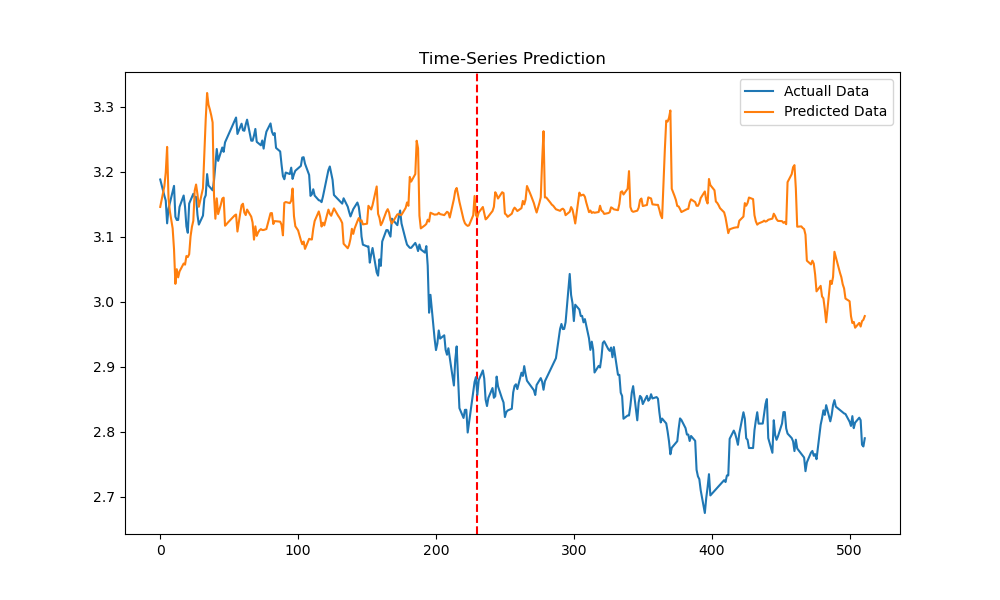 Time-Series Prediction
Actuall Data
Predicted Data
3.3
3.2
3.1
3.0
2.9
2.8
2.7
0 100 200 300 400 500